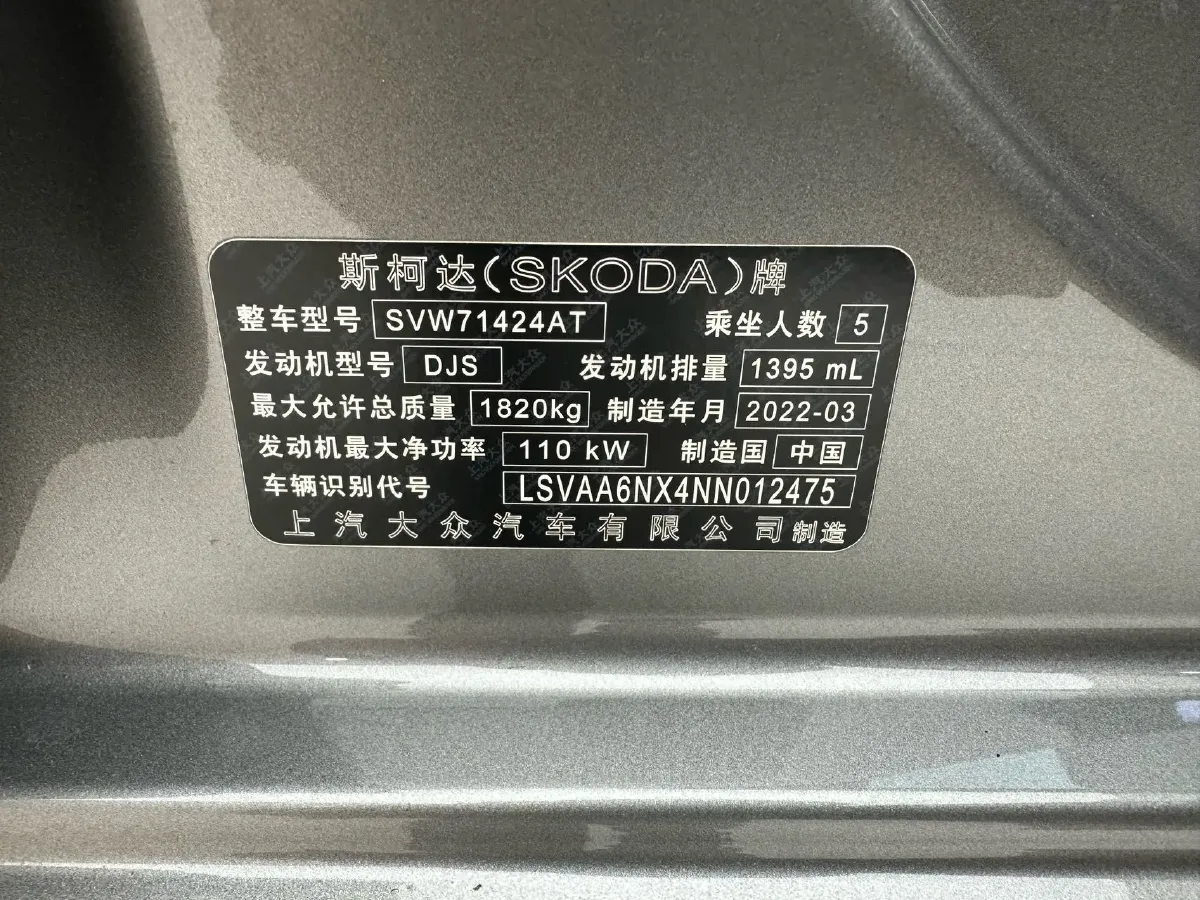 斯柯达(SKODA)牌
整车型号 SVW71424AT 乘坐人数 5
发动机型号 DJS 发动机排量 1395 mL
最大允许总质量 1820kg 制造年月 2022-03
发动机最大净功率 110 kW 制造国 中国
车辆识别代号 LSVAA6NX4NN012475
上汽大众汽车有限公司制造